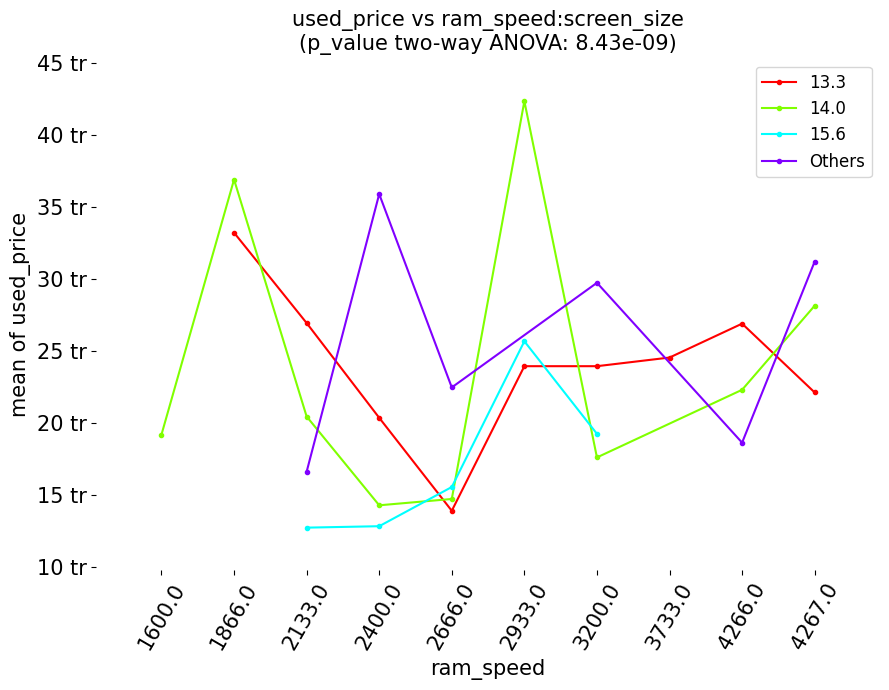 used_price vs ram_speed:screen_size
(p_value two-way ANOVA: 8.43e-09)
45 tr
40 tr
35 tr
30 tr
25 tr
20 tr
15 tr
10 tr
mean of used_price
13.3
14.0
15.6
Others
1600.0
1866.0
2133.0
2400.0
2666.0
2933.0
3200.0
3733.0
4266.0
4267.0
ram_speed